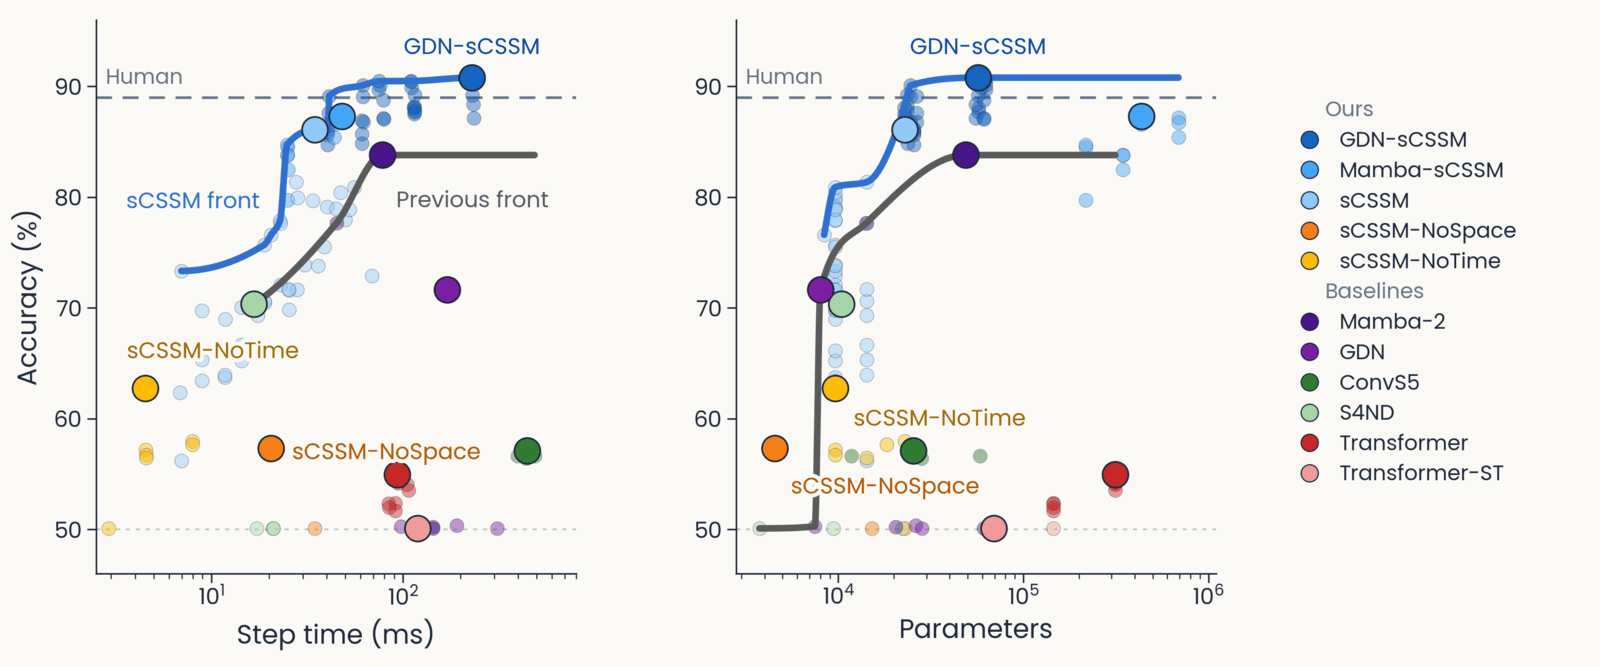 GDN-sCSSM
Human
90
80
70
60
50
sCSSM front
Previous front
sCSSM-NoTime
sCSSM-NoSpace
10¹
10²
Accuracy (%)
Step time (ms)
GDN-sCSSM
Human
90
80
70
60
50
sCSSM-NoTime
sCSSM-NoSpace
10⁴
10⁵
10⁶
Parameters
Ours
GDN-sCSSM
Mamba-sCSSM
sCSSM
sCSSM-NoSpace
sCSSM-NoTime
Baselines
Mamba-2
GDN
ConvS5
S4ND
Transformer
Transformer-ST